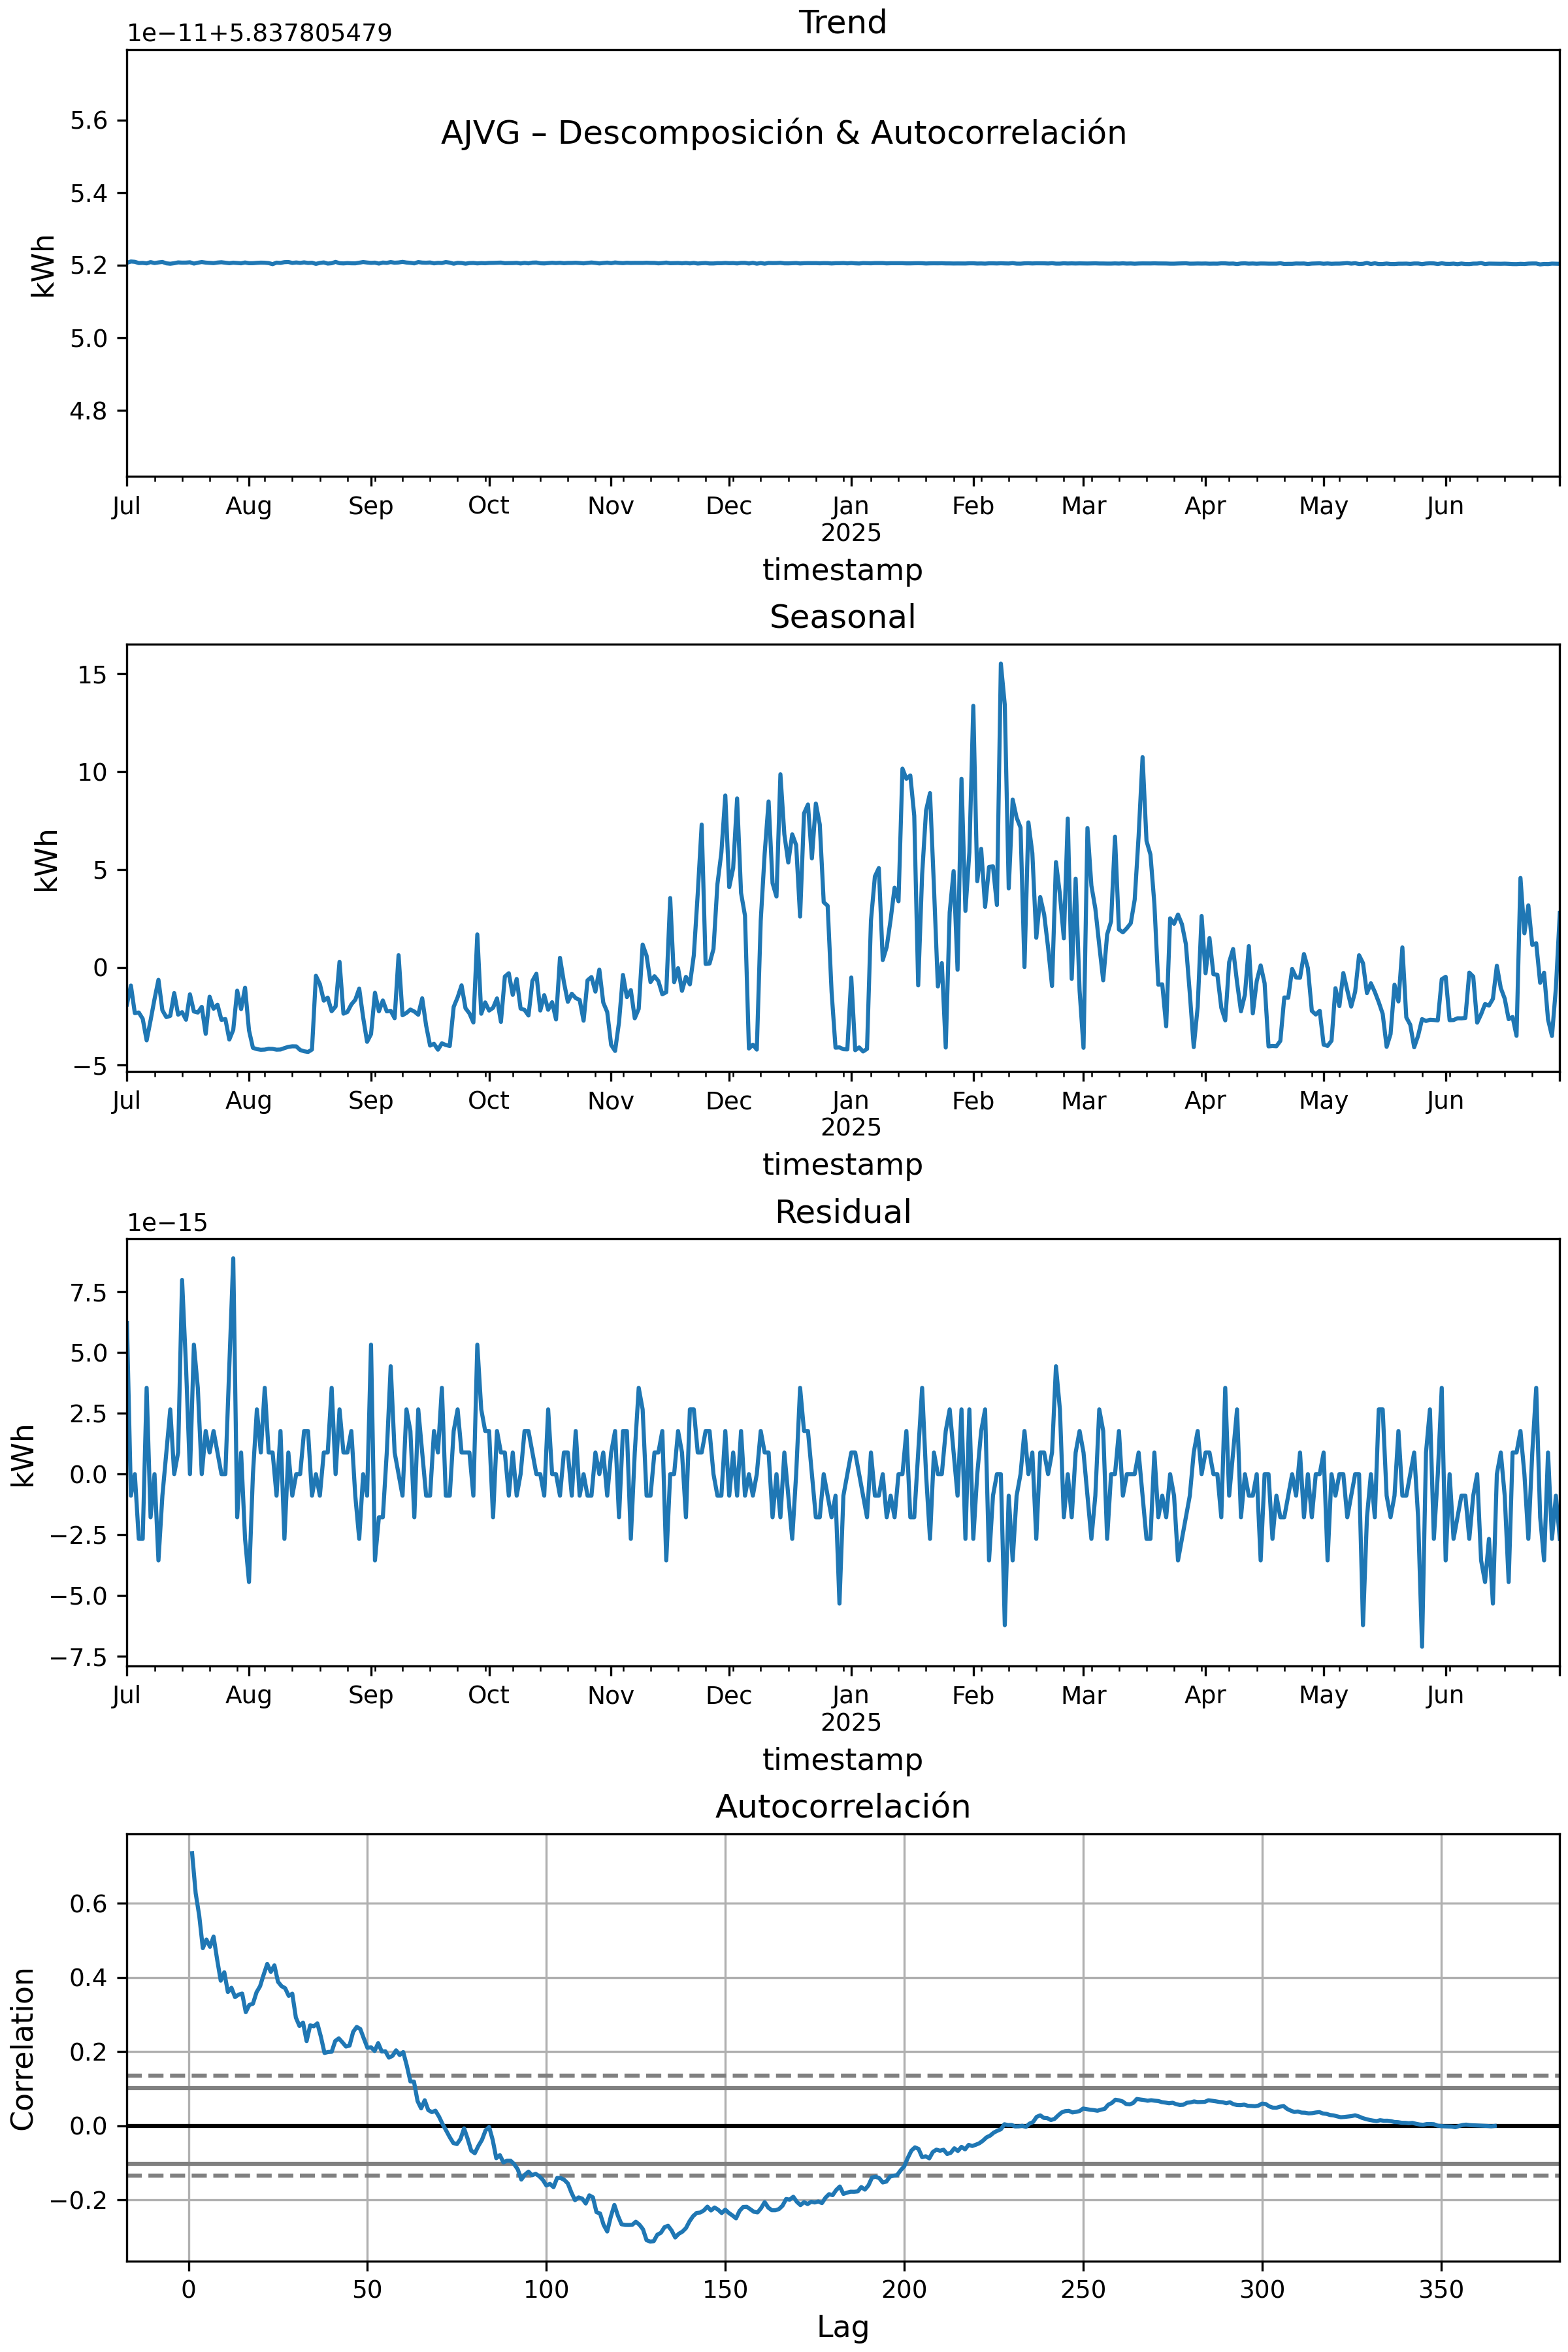 Trend
1e−11+5.837805479
AJVG – Descomposición & Autocorrelación
kWh
5.6
5.4
5.2
5.0
4.8
Jul Aug Sep Oct Nov Dec Jan Feb Mar Apr May Jun
2025
timestamp
Seasonal
kWh
15
10
5
0
−5
Jul Aug Sep Oct Nov Dec Jan Feb Mar Apr May Jun
2025
timestamp
Residual
1e−15
kWh
7.5
5.0
2.5
0.0
−2.5
−5.0
−7.5
Jul Aug Sep Oct Nov Dec Jan Feb Mar Apr May Jun
2025
timestamp
Autocorrelación
Correlation
0.6
0.4
0.2
0.0
−0.2
0 50 100 150 200 250 300 350
Lag